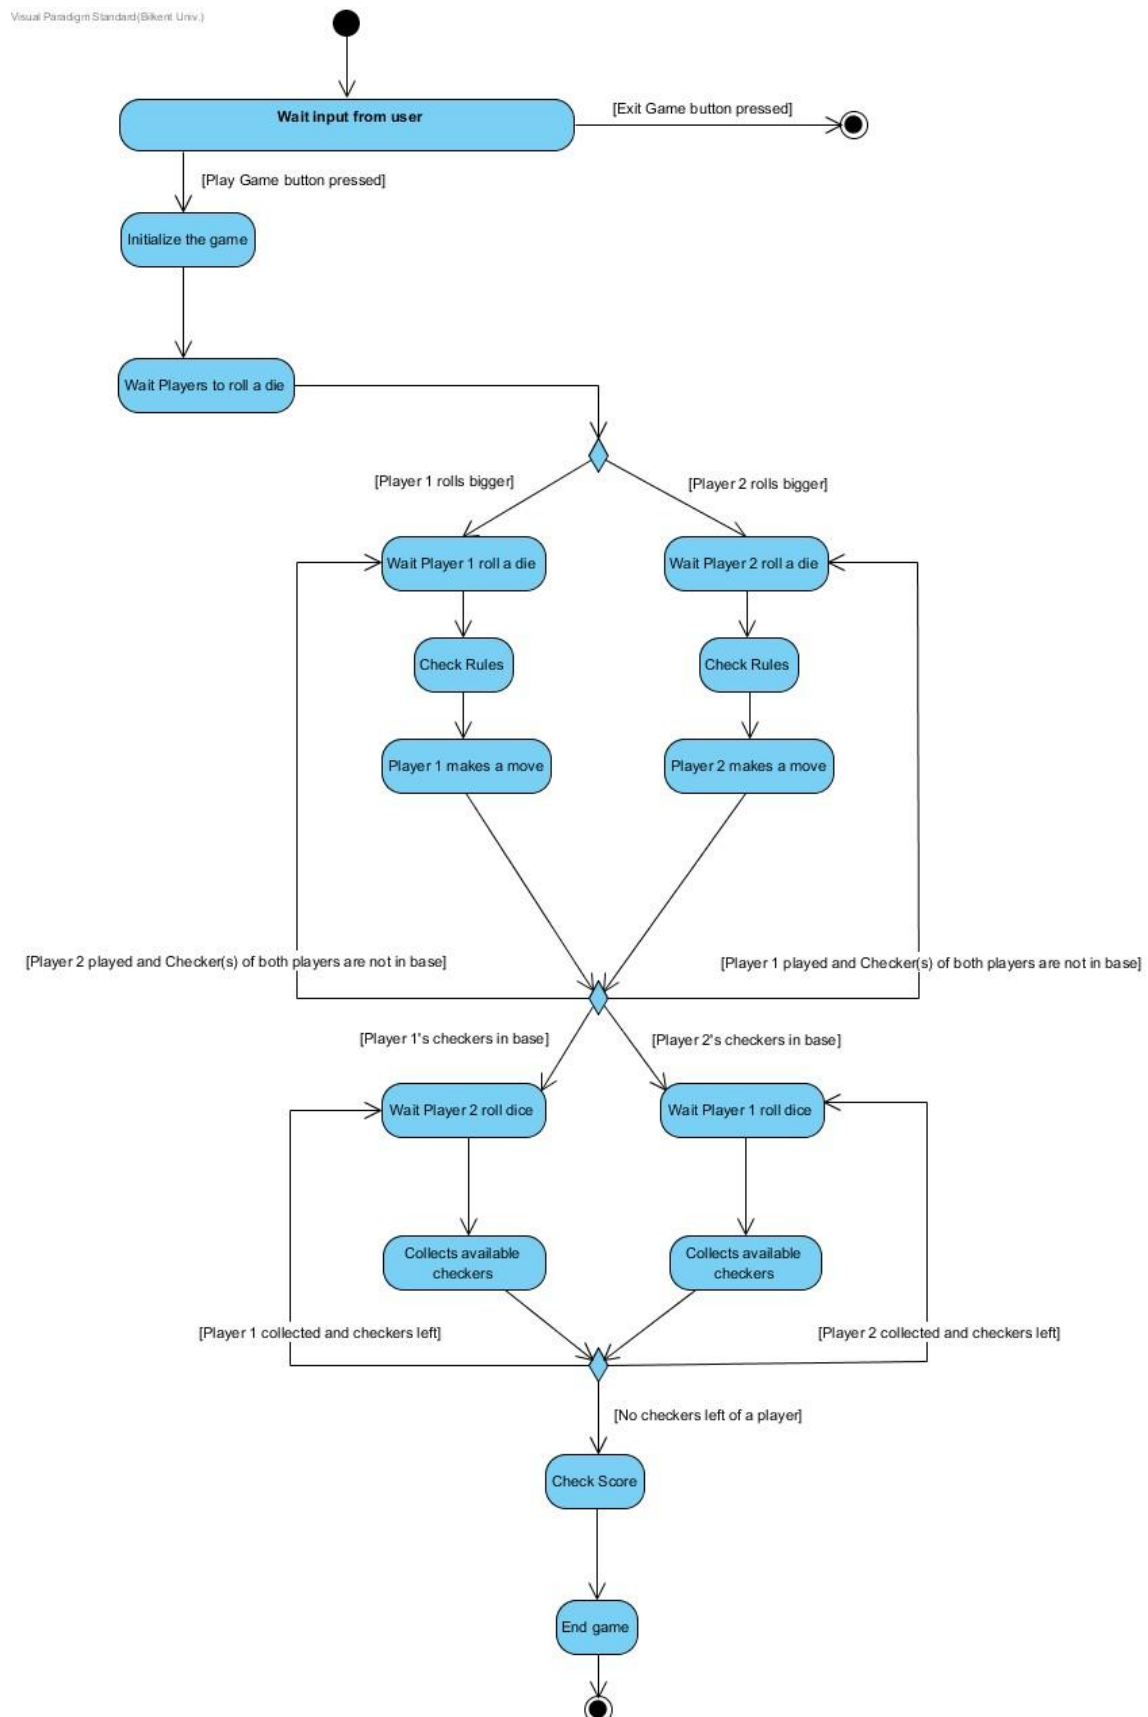 Visual Paradigm Standard(Bilkent Univ.)
Wait input from user
[Exit Game button pressed]
[Play Game button pressed]
Initialize the game
Wait Players to roll a die
[Player 1 rolls bigger]
[Player 2 rolls bigger]
Wait Player 1 roll a die
Wait Player 2 roll a die
Check Rules
Check Rules
Player 1 makes a move
Player 2 makes a move
[Player 2 played and Checker(s) of both players are not in base]
[Player 1 played and Checker(s) of both players are not in base]
[Player 1's checkers in base]
[Player 2's checkers in base]
Wait Player 2 roll dice
Wait Player 1 roll dice
Collects available
checkers
Collects available
checkers
[Player 1 collected and checkers left]
[Player 2 collected and checkers left]
[No checkers left of a player]
Check Score
End game